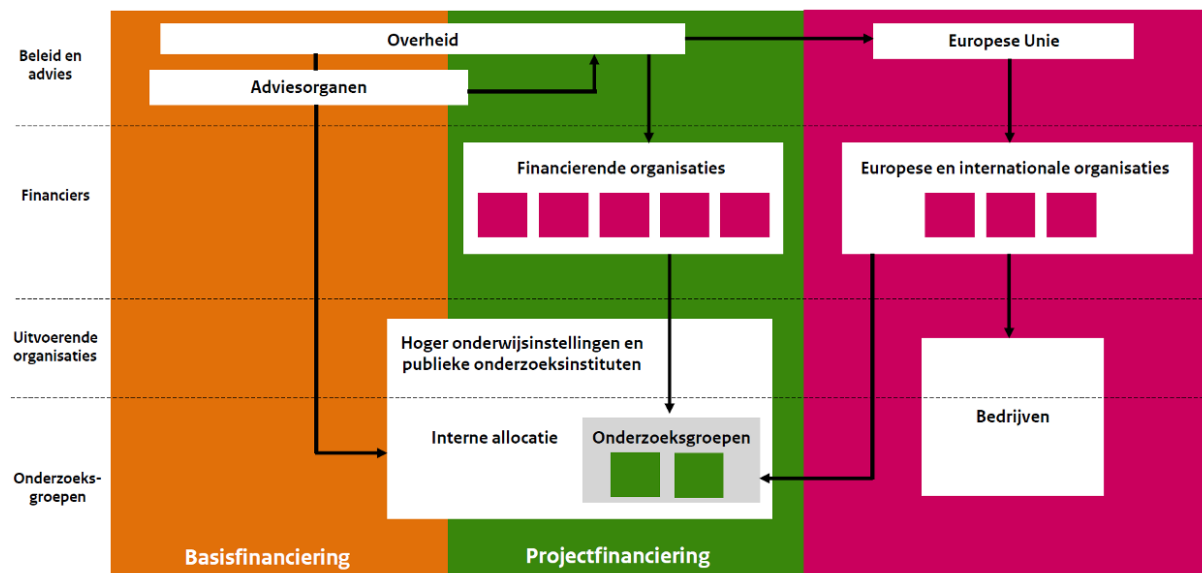 Beleid en
advies
Overheid
Europese Unie
Adviesorganen
Financiers
Financierende organisaties
Europese en internationale organisaties
Uitvoerende
organisaties
Hoger onderwijsinstellingen en
publieke onderzoeksinstituten
Bedrijven
Interne allocatie
Onderzoeksgroepen
Onderzoeks-
groepen
Basisfinanciering
Projectfinanciering